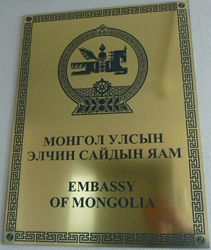 МОНГОЛ УЛСЫН
ЭЛЧИН САЙДЫН ЯАМ
EMBASSY
OF MONGOLIA